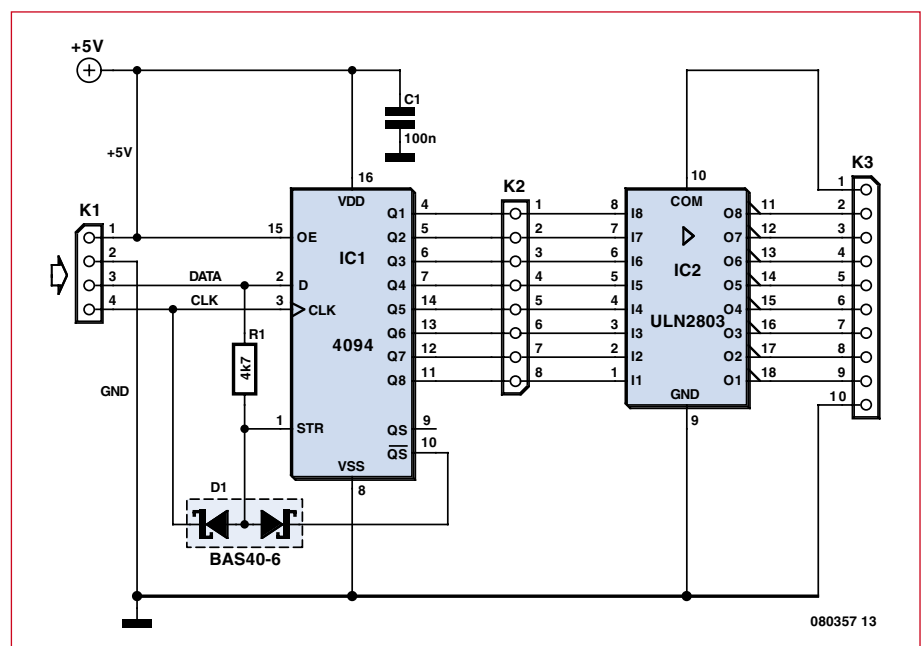 +5V
C1
100n
+5V
K1
1
2
3
4
DATA
CLK
R1
4k7
GND
16
VDD
15
OE
IC1
2
D
3
CLK
4094
1
STR
VSS
8
Q1
4
Q2
5
Q3
6
Q4
7
Q5
14
Q6
13
Q7
12
Q8
11
QS
9
QS
10
D1
BAS40-6
K2
1
2
3
4
5
6
7
8
10
COM
IC2
ULN2803
GND
9
8
I8
7
I7
6
I6
5
I5
4
I4
3
I3
2
I2
1
I1
O8
11
O7
12
O6
13
O5
14
O4
15
O3
16
O2
17
O1
18
K3
1
2
3
4
5
6
7
8
9
10
080357 13